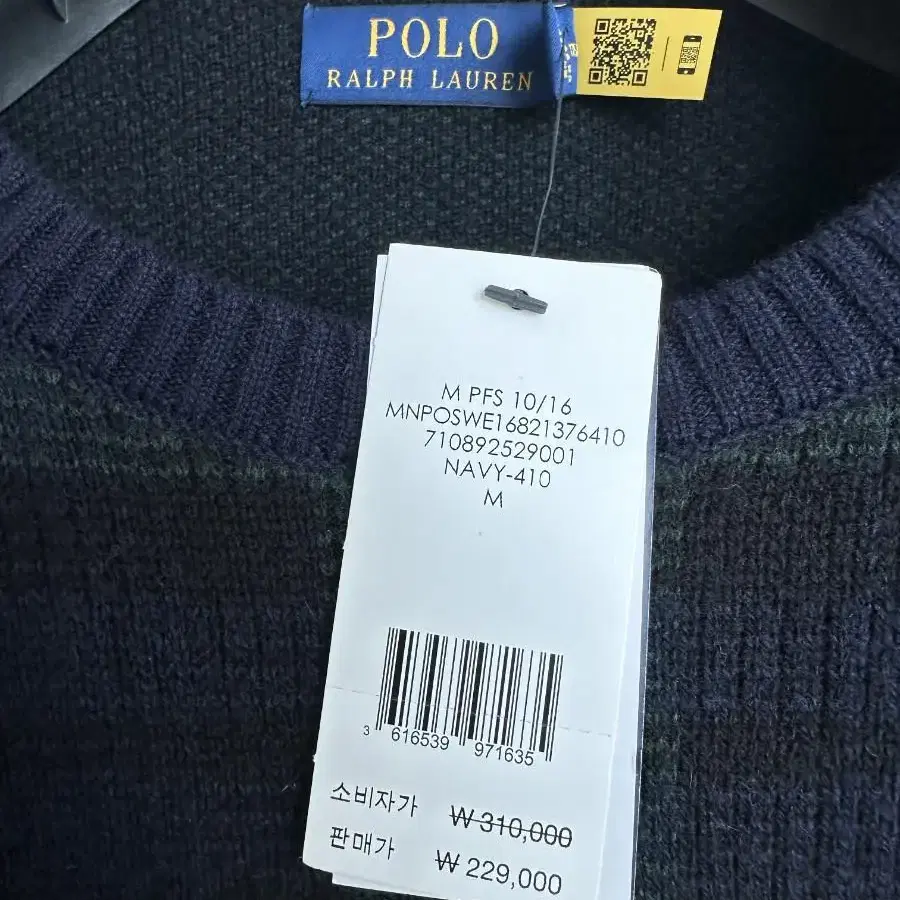 POLO
RALPH LAUREN
M PFS 10/16
MNPOSWE16821376410
710892529001
NAVY-410
M
3 616539 971635
소비자가 ₩ 310,000
판매가 ₩ 229,000